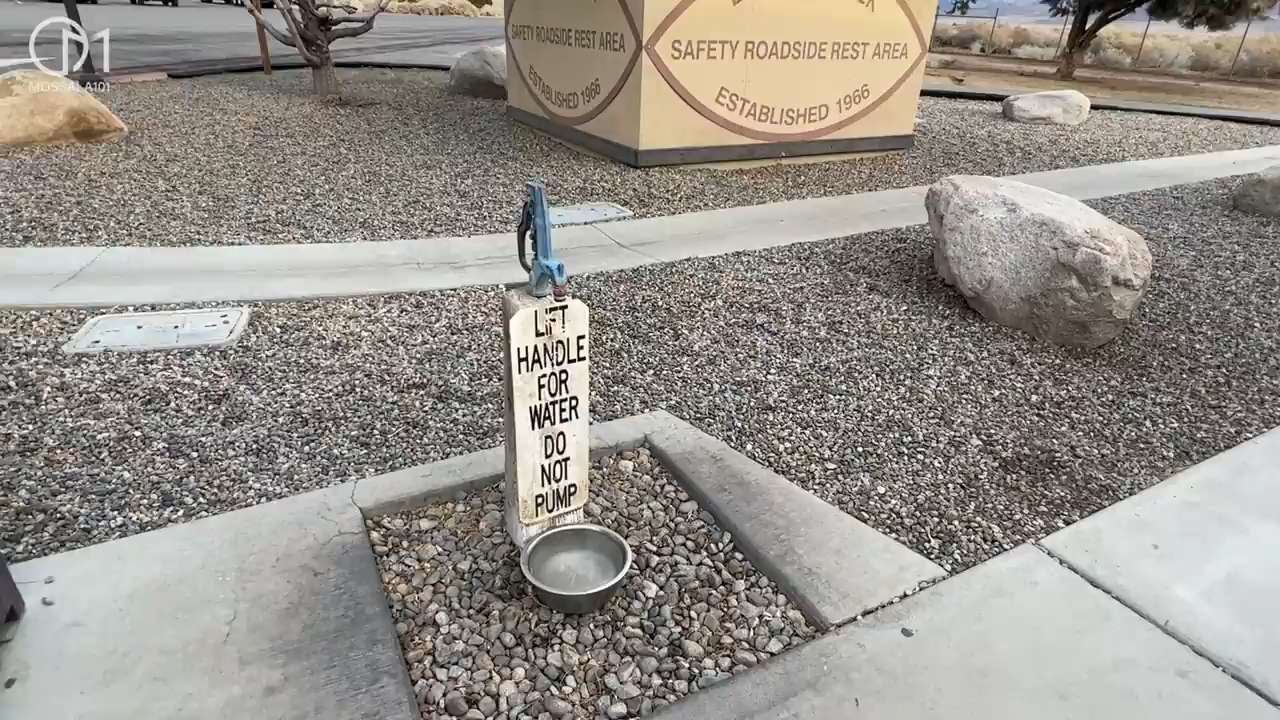 MOSSALA101
SAFETY ROADSIDE REST AREA
ESTABLISHED 1966
SAFETY ROADSIDE REST AREA
ESTABLISHED 1966
LIFT
HANDLE
FOR
WATER
DO
NOT
PUMP